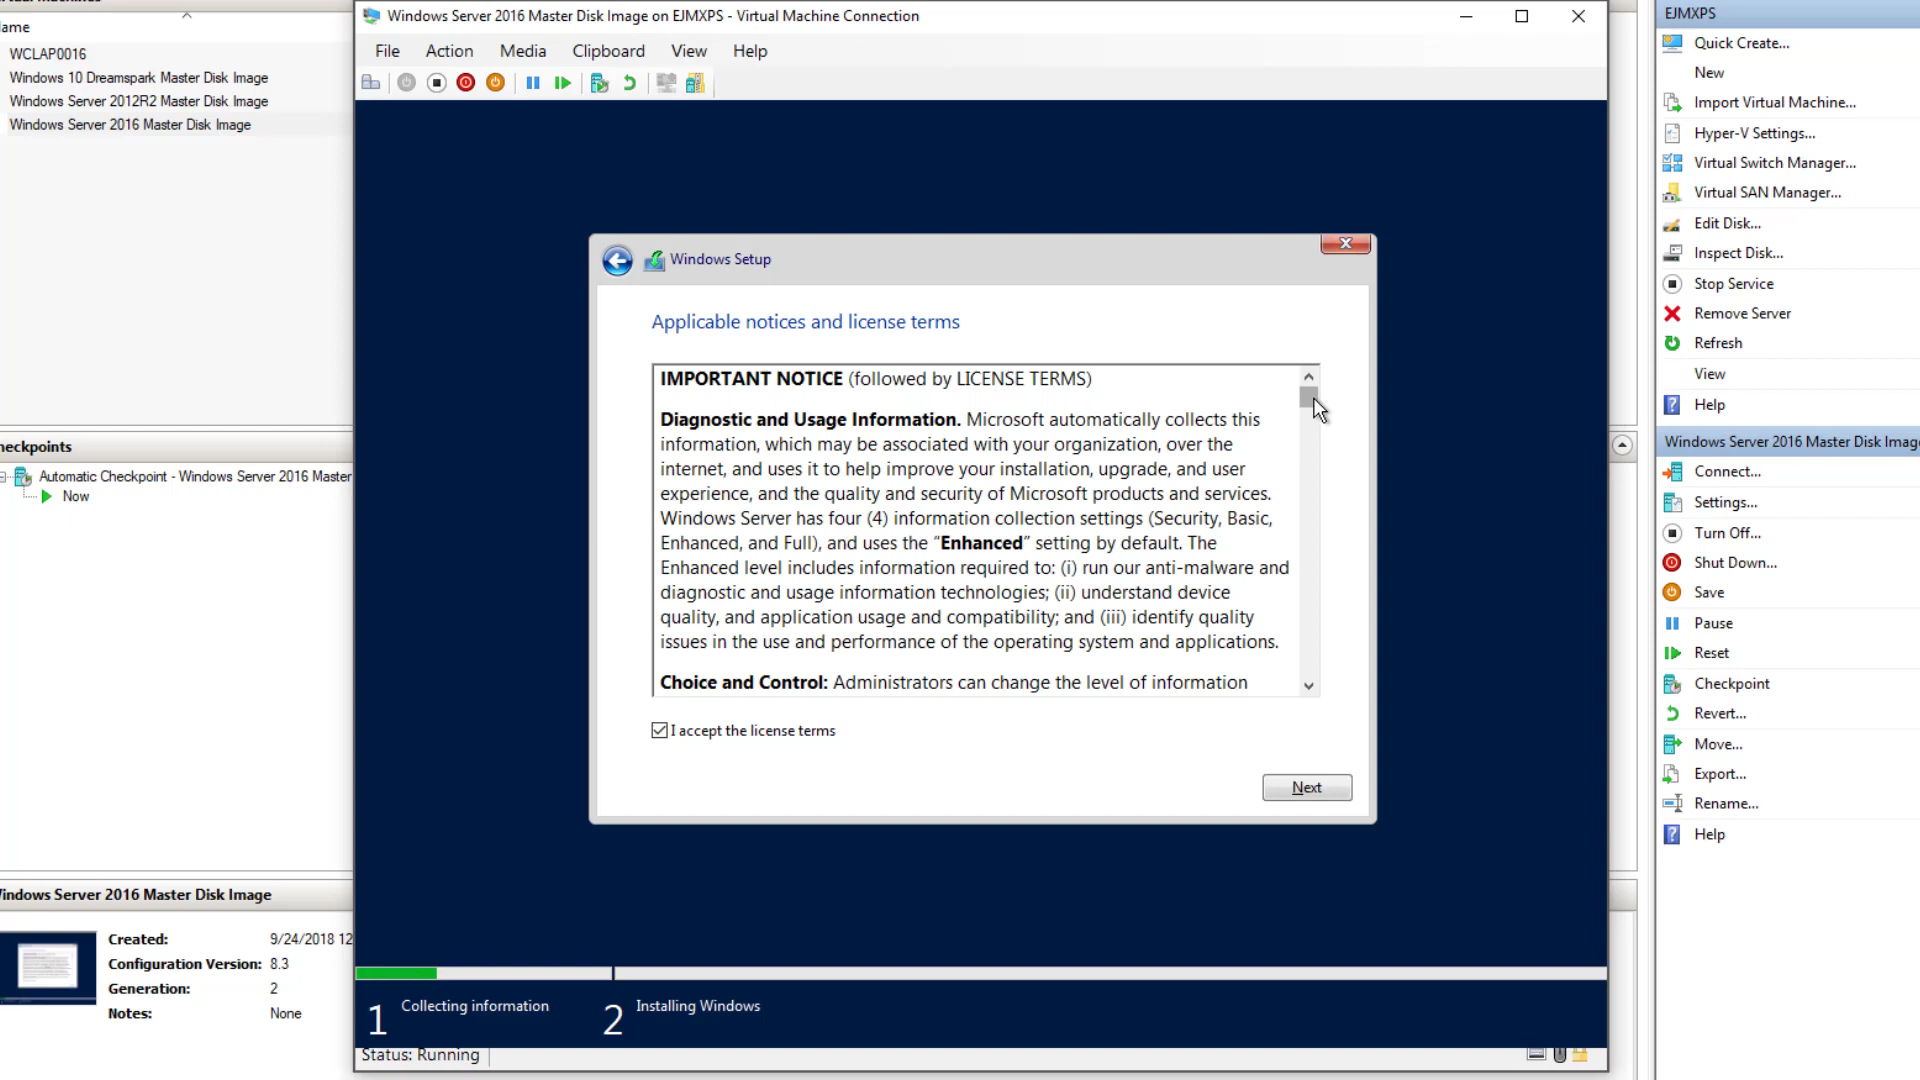 ame
WCLAP0016
Windows 10 Dreamspark Master Disk Image
Windows Server 2012R2 Master Disk Image
Windows Server 2016 Master Disk Image
heckpoints
Automatic Checkpoint - Windows Server 2016 Master
Now
indows Server 2016 Master Disk Image
Created: 9/24/2018 12
Configuration Version: 8.3
Generation: 2
Notes: None
Windows Server 2016 Master Disk Image on EJMXPS - Virtual Machine Connection
File Action Media Clipboard View Help
Windows Setup
Applicable notices and license terms
IMPORTANT NOTICE (followed by LICENSE TERMS)
Diagnostic and Usage Information. Microsoft automatically collects this
information, which may be associated with your organization, over the
internet, and uses it to help improve your installation, upgrade, and user
experience, and the quality and security of Microsoft products and services.
Windows Server has four (4) information collection settings (Security, Basic,
Enhanced, and Full), and uses the “Enhanced” setting by default. The
Enhanced level includes information required to: (i) run our anti-malware and
diagnostic and usage information technologies; (ii) understand device
quality, and application usage and compatibility; and (iii) identify quality
issues in the use and performance of the operating system and applications.
Choice and Control: Administrators can change the level of information
I accept the license terms
Next
1 Collecting information
2 Installing Windows
Status: Running
EJMXPS
Quick Create...
New
Import Virtual Machine...
Hyper-V Settings...
Virtual Switch Manager...
Virtual SAN Manager...
Edit Disk...
Inspect Disk...
Stop Service
Remove Server
Refresh
View
Help
Windows Server 2016 Master Disk Imag
Connect...
Settings...
Turn Off...
Shut Down...
Save
Pause
Reset
Checkpoint
Revert...
Move...
Export...
Rename...
Help